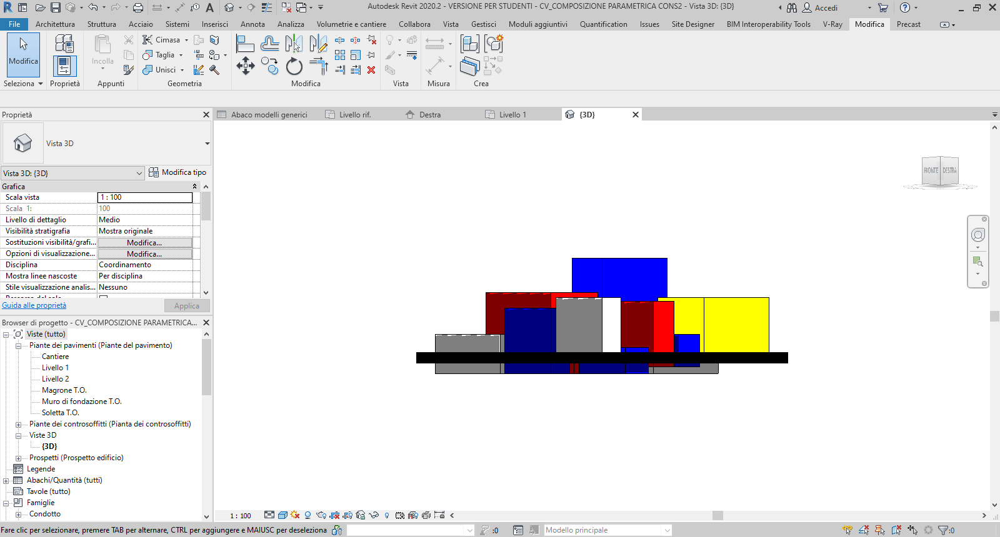 Autodesk Revit 2020.2 - VERSIONE PER STUDENTI - CV_COMPOSIZIONE PARAMETRICA CONS2 - Vista 3D: {3D}
Accedi
File Architettura Struttura Acciaio Sistemi Inserisci Annota Analizza Volumetrie e cantiere Collabora Vista Gestisci Moduli aggiuntivi Quantification Issues Site Designer BIM Interoperability Tools V-Ray Modifica Precast
Modifica
Incolla
Cimasa
Taglia
Unisci
Seleziona Proprietà Appunti Geometria Modifica Vista Misura Crea
Proprietà
Abaco modelli generici Livello rif. Destra Livello 1 {3D}
Vista 3D
Vista 3D: {3D} Modifica tipo
Grafica
Scala vista 1 : 100
Scala 1: 100
Livello di dettaglio Medio
Visibilità stratigrafia Mostra originale
Sostituzioni visibilità/grafi... Modifica...
Opzioni di visualizzazione... Modifica...
Disciplina Coordinamento
Mostra linee nascoste Per disciplina
Stile visualizzazione analis... Nessuno
Guida alle proprietà Applica
Browser di progetto - CV_COMPOSIZIONE PARAMETRICA...
Viste (tutto)
Piante dei pavimenti (Piante del pavimento)
Cantiere
Livello 1
Livello 2
Magrone T.O.
Muro di fondazione T.O.
Soletta T.O.
Piante dei controsoffitti (Pianta dei controsoffitti)
Viste 3D
{3D}
Prospetti (Prospetto edificio)
Legende
Abachi/Quantità (tutti)
Tavole (tutto)
Famiglie
Condotto
FRONTE DESTRA
1 : 100
Fare clic per selezionare, premere TAB per alternare, CTRL per aggiungere e MAIUSC per deseleziona
:0
Modello principale
:0